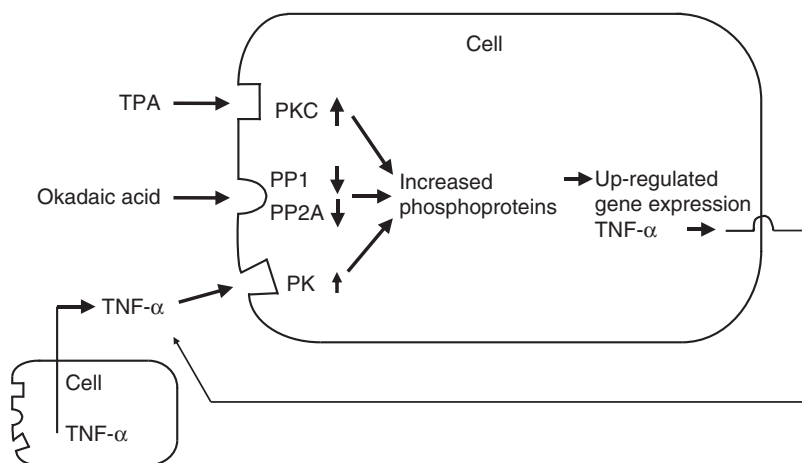 Cell
TPA
PKC
Okadaic acid
PP1
PP2A
Increased
phosphoproteins
Up-regulated
gene expression
TNF-α
PK
TNF-α
Cell
TNF-α